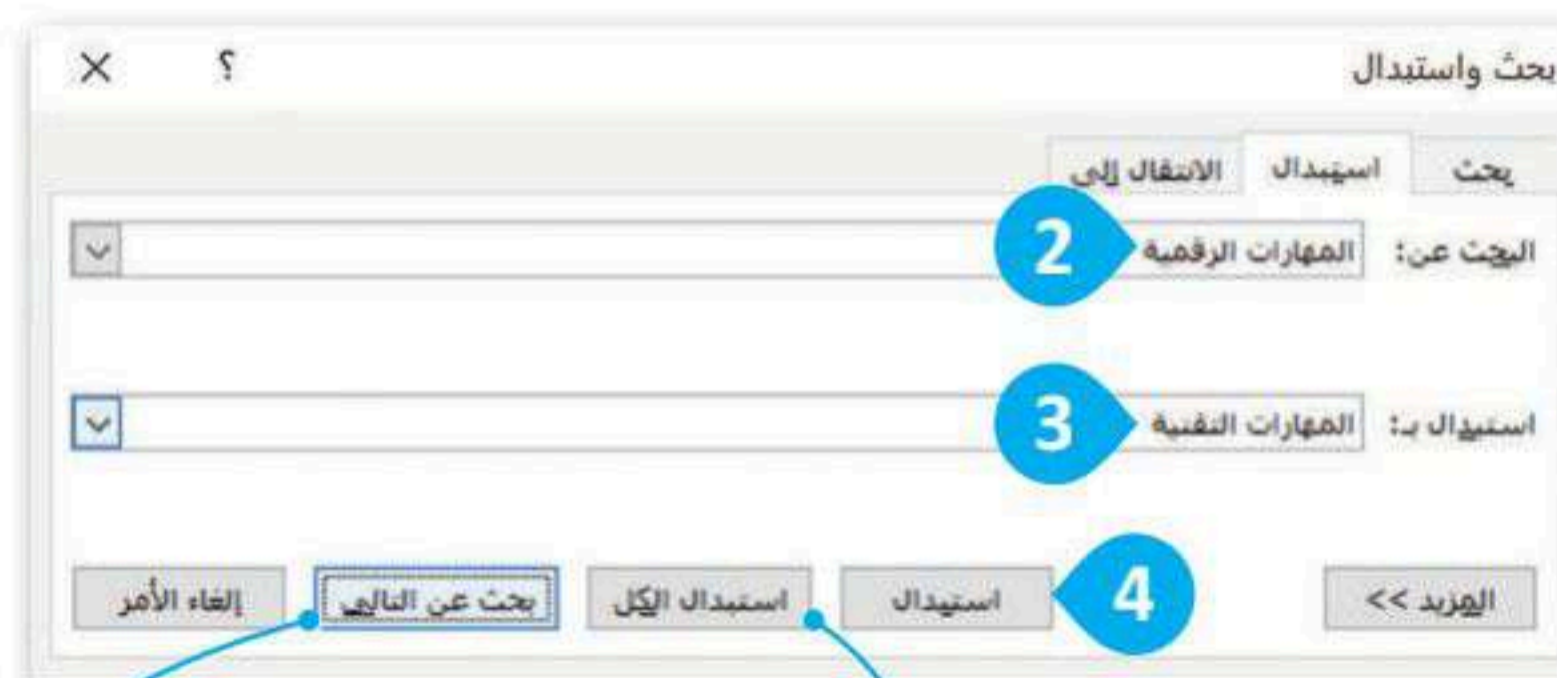 بحث واستبدال ؟ ×
بحث استبدال الانتقال إلى
البحث عن: المهارات الرقمية 2
استبدال بـ: المهارات التقنية 3
المزيد >> 4 استبدال استبدال الكل بحث عن التالي إلغاء الأمر